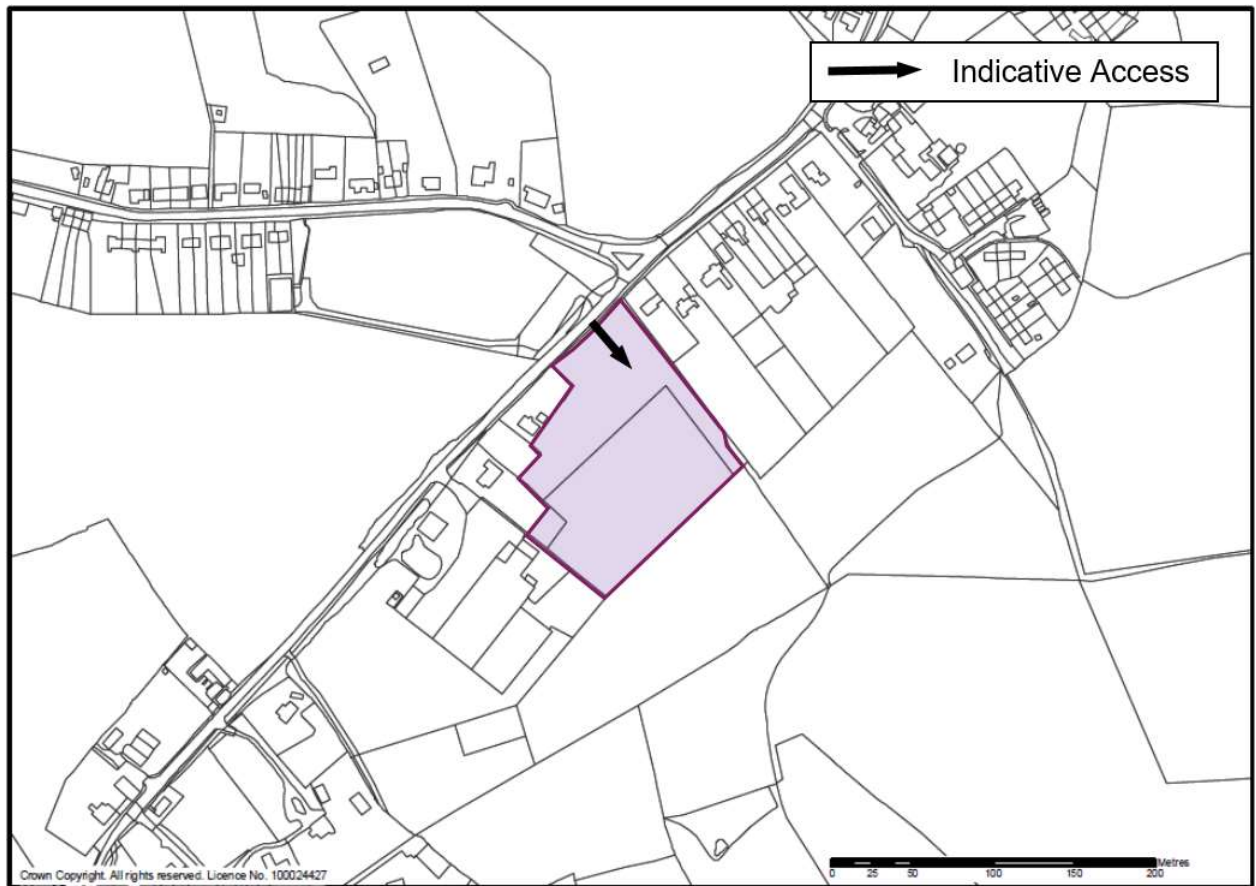 Indicative Access
Crown Copyright. All rights reserved. Licence No. 100024427
Metres
0 25 50 100 150 200